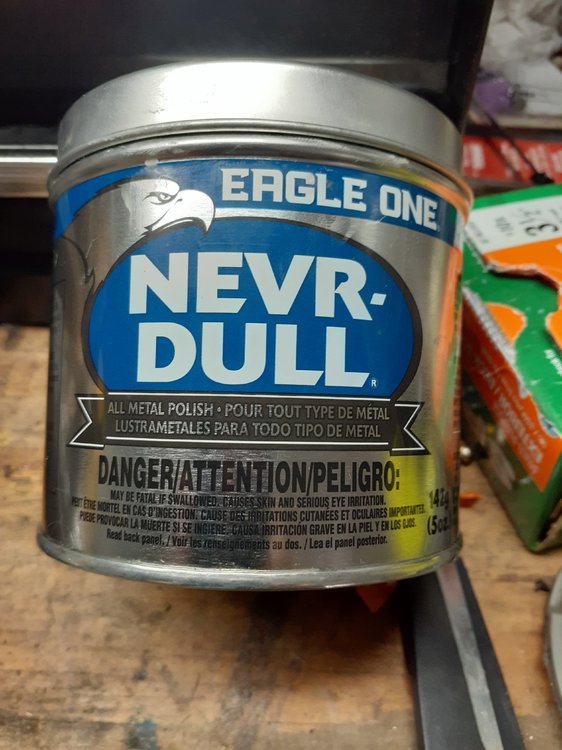 EAGLE ONE
NEVR-
DULL®
ALL METAL POLISH • POUR TOUT TYPE DE MÉTAL
LUSTRAMETALES PARA TODO TIPO DE METAL
DANGER/ATTENTION/PELIGRO:
MAY BE FATAL IF SWALLOWED. CAUSES SKIN AND SERIOUS EYE IRRITATION.
PEUT ÊTRE MORTEL EN CAS D'INGESTION. CAUSE DES IRRITATIONS CUTANÉES ET OCULAIRES IMPORTANTES.
PUEDE PROVOCAR LA MUERTE SI SE INGIERE. CAUSA IRRITACIÓN GRAVE EN LA PIEL Y EN LOS OJOS.
Read back panel. / Voir les renseignements au dos. / Lea el panel posterior.
142g
(5oz.